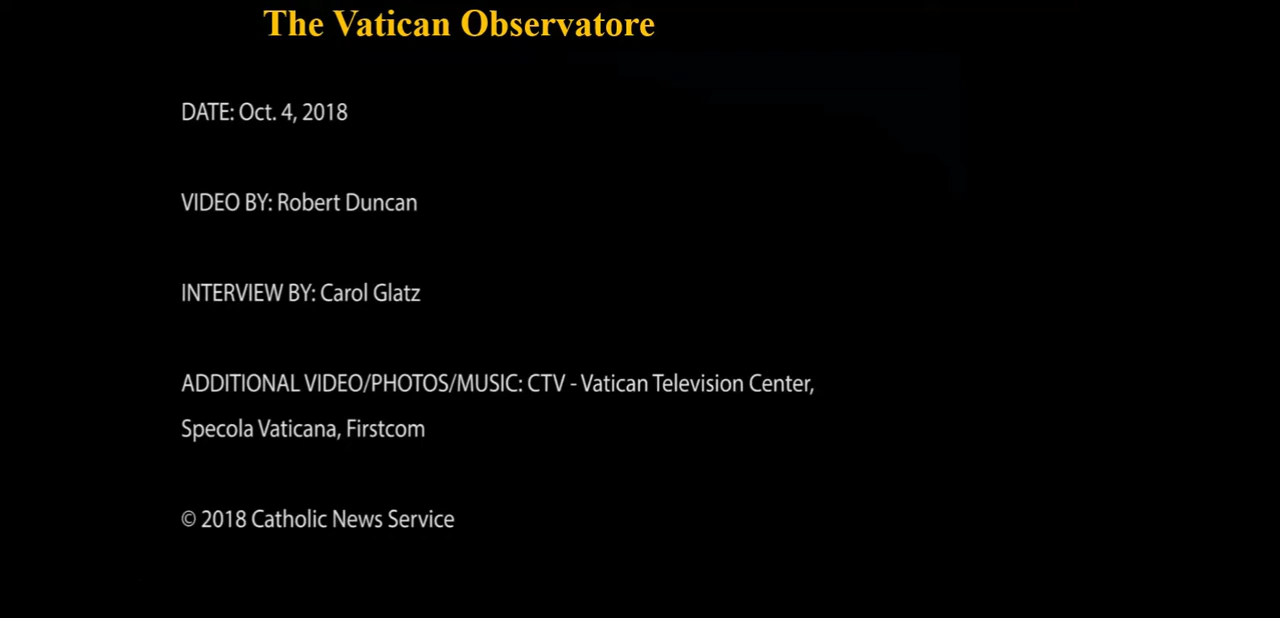 The Vatican Observatore
DATE: Oct. 4, 2018
VIDEO BY: Robert Duncan
INTERVIEW BY: Carol Glatz
ADDITIONAL VIDEO/PHOTOS/MUSIC: CTV - Vatican Television Center,
Specola Vaticana, Firstcom
© 2018 Catholic News Service